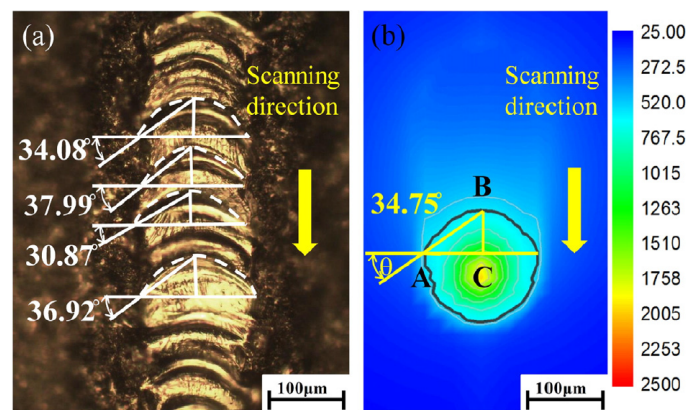 (a)
Scanning
direction
34.08°
37.99°
30.87°
36.92°
100μm
(b)
Scanning
direction
B
34.75°
θ
A
C
100μm
25.00
272.5
520.0
767.5
1015
1263
1510
1758
2005
2253
2500